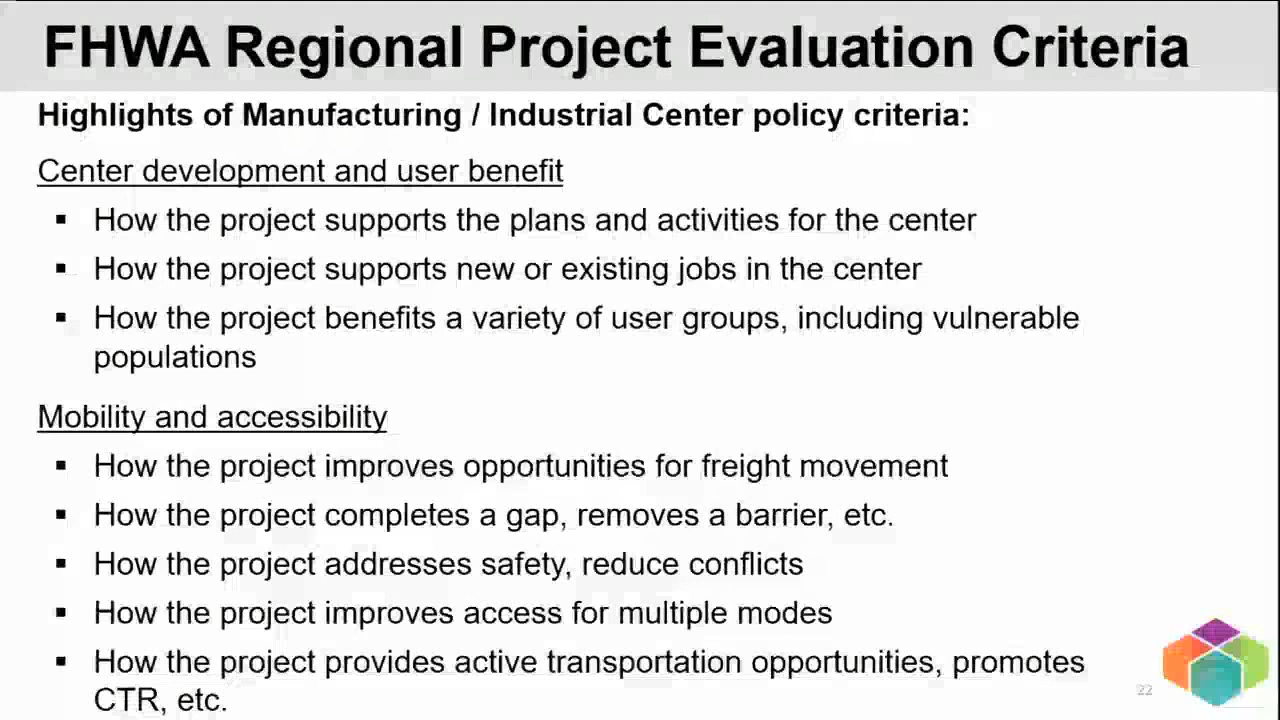 FHWA Regional Project Evaluation Criteria
Highlights of Manufacturing / Industrial Center policy criteria:
Center development and user benefit
▪ How the project supports the plans and activities for the center
▪ How the project supports new or existing jobs in the center
▪ How the project benefits a variety of user groups, including vulnerable
populations
Mobility and accessibility
▪ How the project improves opportunities for freight movement
▪ How the project completes a gap, removes a barrier, etc.
▪ How the project addresses safety, reduce conflicts
▪ How the project improves access for multiple modes
▪ How the project provides active transportation opportunities, promotes
CTR, etc.
22